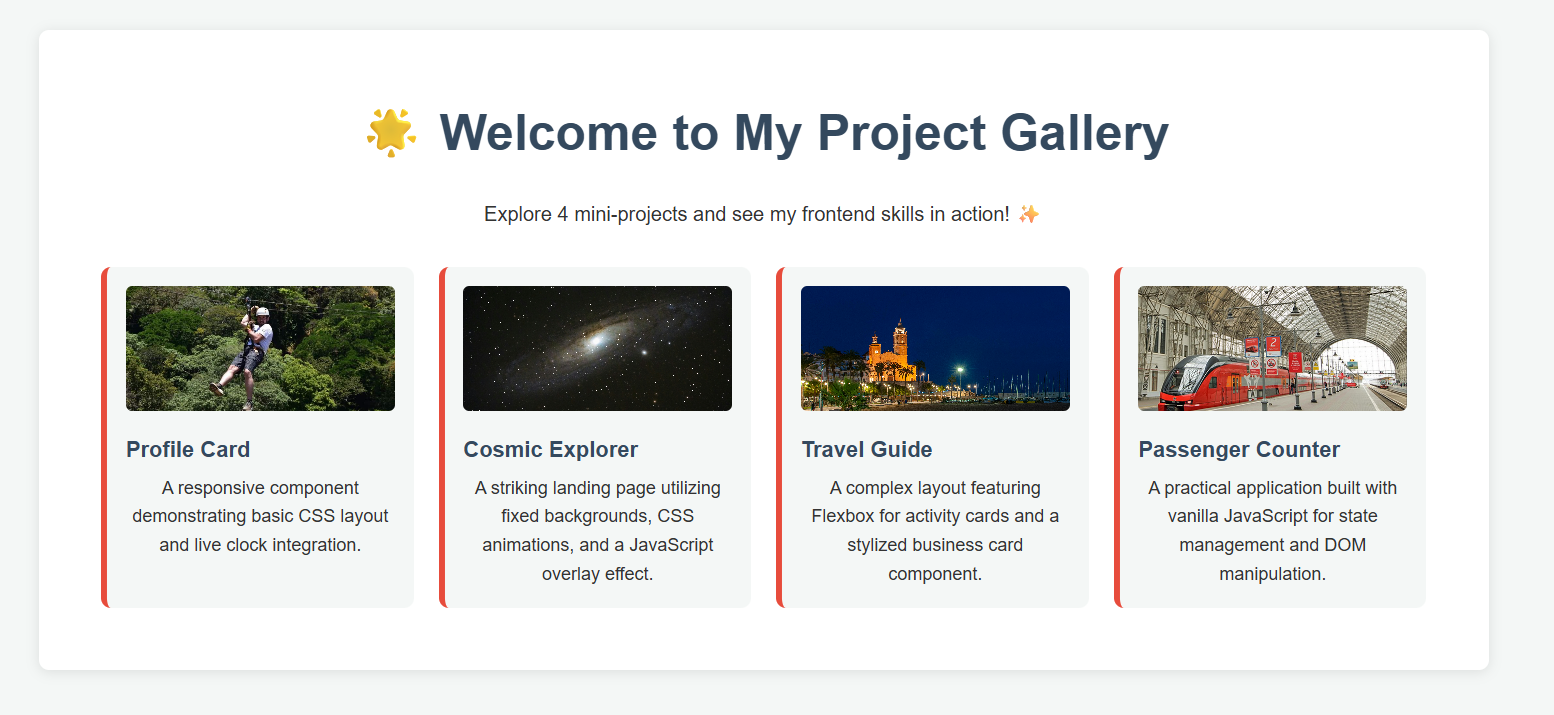 🌟 Welcome to My Project Gallery
Explore 4 mini-projects and see my frontend skills in action! ✨
Profile Card
A responsive component
demonstrating basic CSS layout
and live clock integration.
Cosmic Explorer
A striking landing page utilizing
fixed backgrounds, CSS
animations, and a JavaScript
overlay effect.
Travel Guide
A complex layout featuring
Flexbox for activity cards and a
stylized business card
component.
2
Passenger Counter
A practical application built with
vanilla JavaScript for state
management and DOM
manipulation.